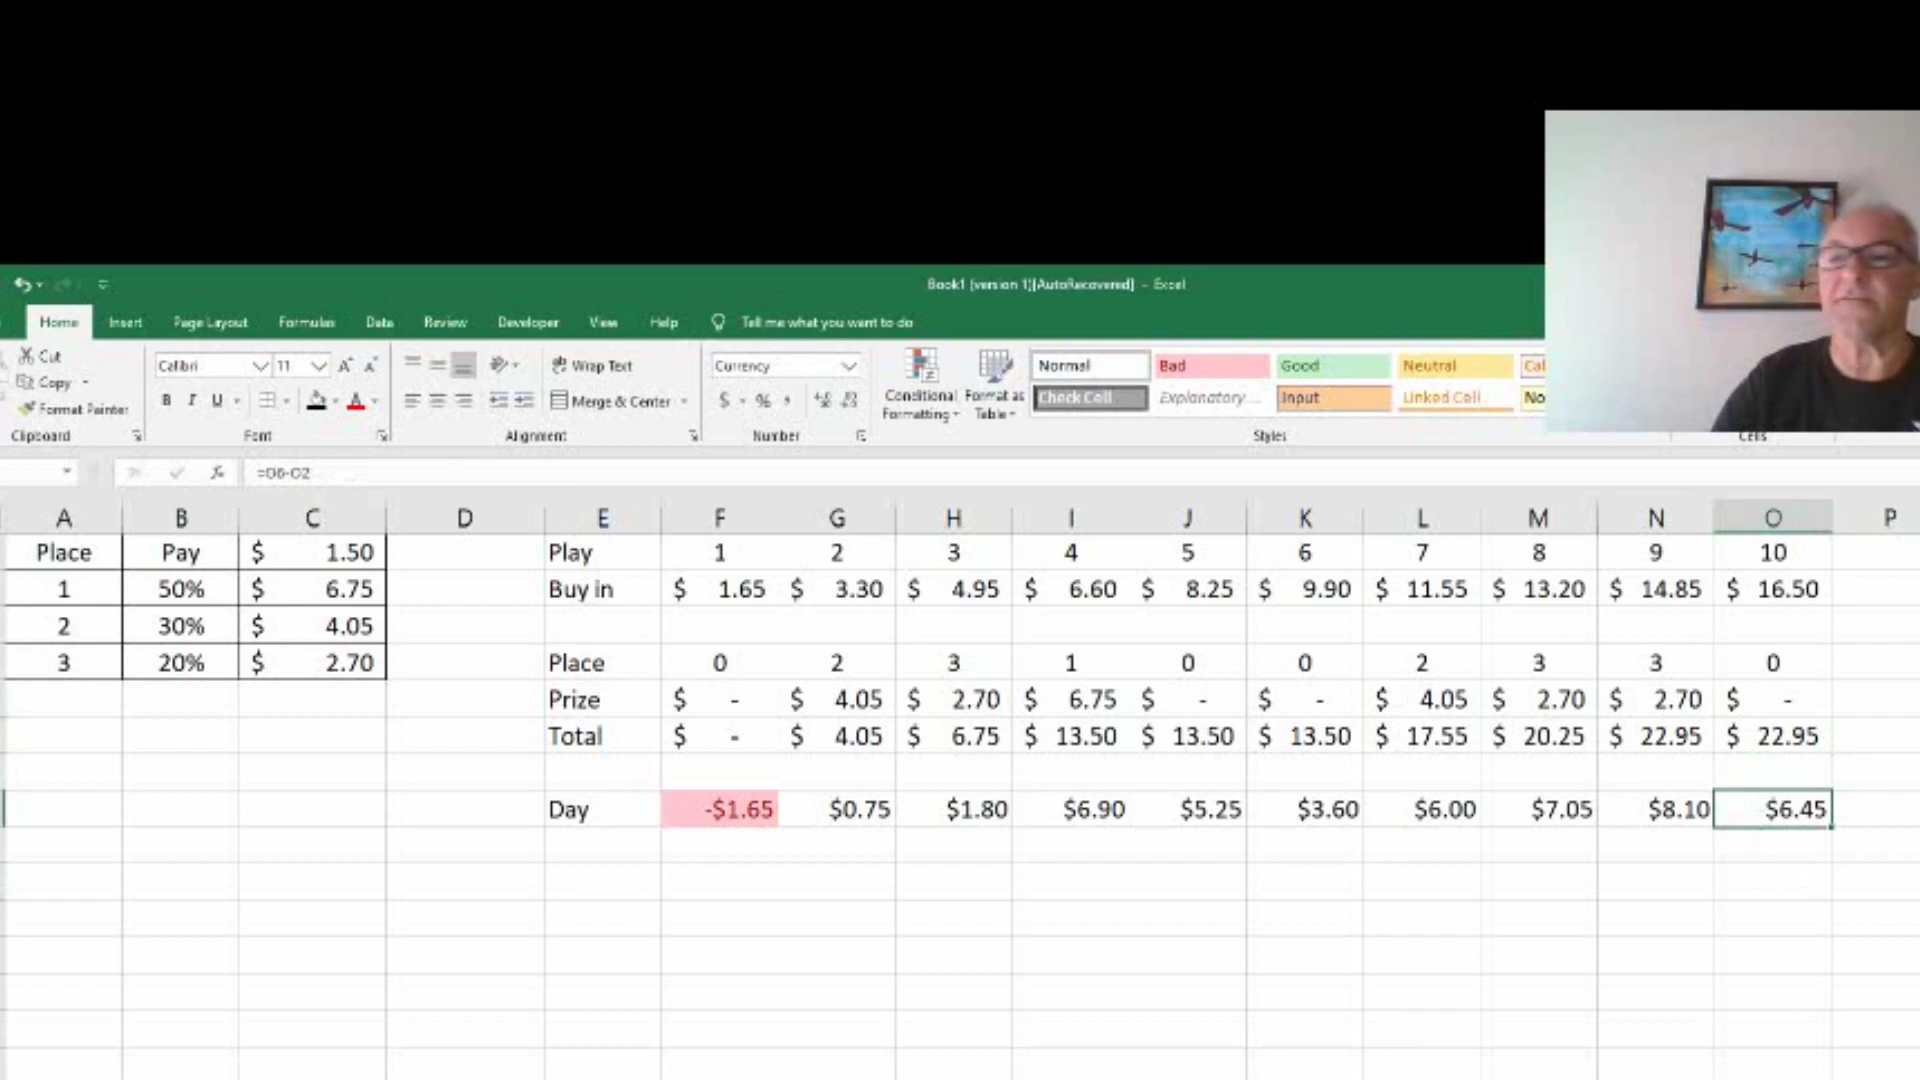 Book1 (version 1)[AutoRecovered] - Excel
Home Insert Page Layout Formulas Data Review Developer View Help Tell me what you want to do
Cut
Copy
Format Painter
Clipboard
Calibri 11
B I U
Font
Wrap Text
Merge & Center
Alignment
Currency
$ % ,
Number
Conditional Formatting
Format as Table
Normal Bad Good Neutral
Check Cell Explanatory ... Input Linked Cell
Styles
Cells
fx =O6-O2
A B C D E F G H I J K L M N O P
Place Pay $ 1.50 Play 1 2 3 4 5 6 7 8 9 10
1 50% $ 6.75 Buy in $ 1.65 $ 3.30 $ 4.95 $ 6.60 $ 8.25 $ 9.90 $ 11.55 $ 13.20 $ 14.85 $ 16.50
2 30% $ 4.05
3 20% $ 2.70 Place 0 2 3 1 0 0 2 3 3 0
Prize $ - $ 4.05 $ 2.70 $ 6.75 $ - $ - $ 4.05 $ 2.70 $ 2.70 $ -
Total $ - $ 4.05 $ 6.75 $ 13.50 $ 13.50 $ 13.50 $ 17.55 $ 20.25 $ 22.95 $ 22.95
Day -$1.65 $0.75 $1.80 $6.90 $5.25 $3.60 $6.00 $7.05 $8.10 $6.45